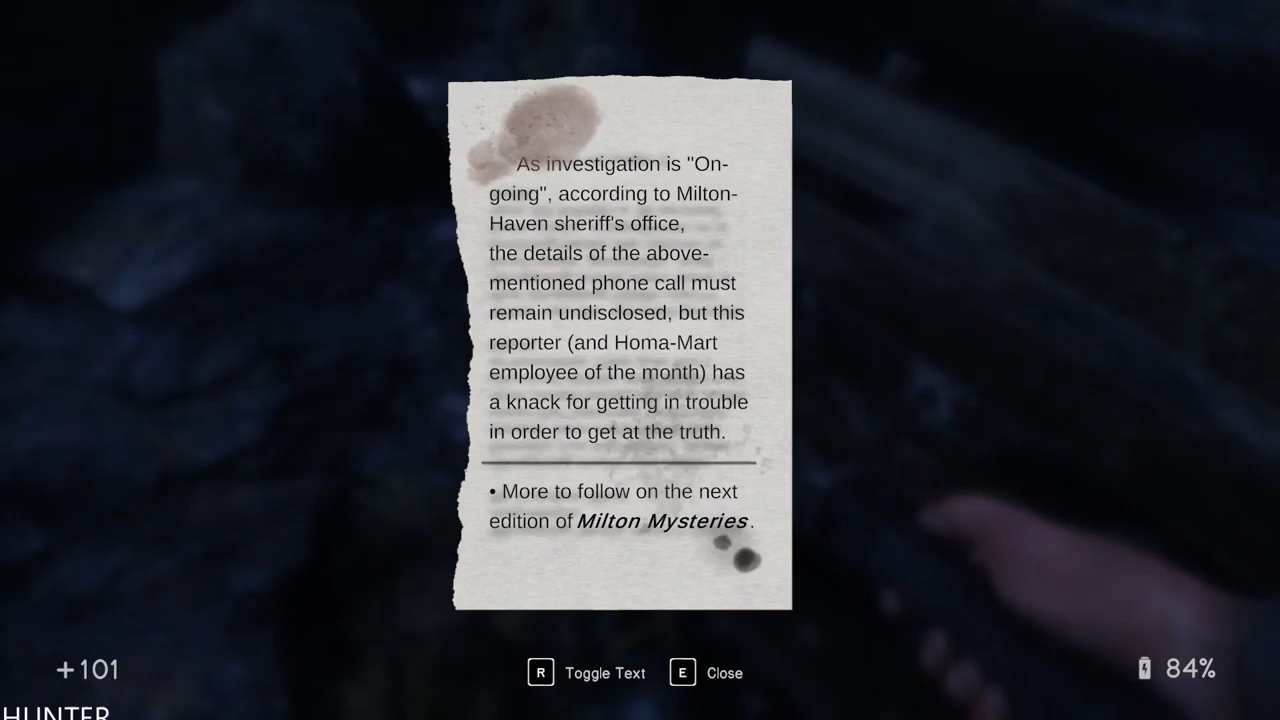 As investigation is "On-
going", according to Milton-
Haven sheriff's office,
the details of the above-
mentioned phone call must
remain undisclosed, but this
reporter (and Homa-Mart
employee of the month) has
a knack for getting in trouble
in order to get at the truth.
• More to follow on the next
edition of Milton Mysteries.
+101
R Toggle Text E Close
84%
HUNTER